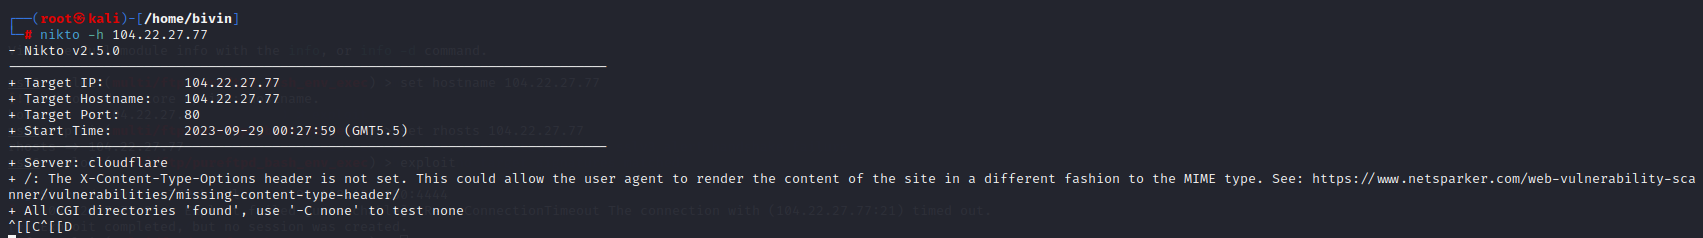 ┌──(root㉿kali)-[/home/bivin]
└─# nikto -h 104.22.27.77
- Nikto v2.5.0
---------------------------------------------------------------------------
+ Target IP:          104.22.27.77
+ Target Hostname:    104.22.27.77
+ Target Port:        80
+ Start Time:         2023-09-29 00:27:59 (GMT5.5)
---------------------------------------------------------------------------
+ Server: cloudflare
+ /: The X-Content-Type-Options header is not set. This could allow the user agent to render the content of the site in a different fashion to the MIME type. See: https://www.netsparker.com/web-vulnerability-sca
nner/vulnerabilities/missing-content-type-header/
+ All CGI directories 'found', use '-C none' to test none
^[[C^[[D